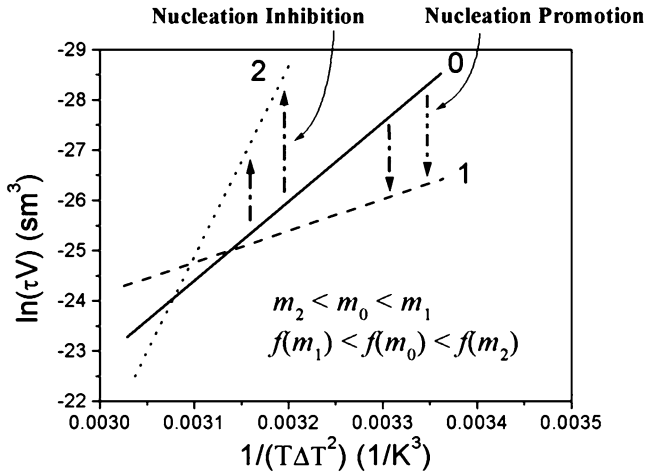 Nucleation Inhibition
Nucleation Promotion
-29
-28
-27
-26
-25
-24
-23
-22
ln(τV) (sm³)
2
0
1
m₂ < m₀ < m₁
f(m₁) < f(m₀) < f(m₂)
0.0030 0.0031 0.0032 0.0033 0.0034 0.0035
1/(TΔT²) (1/K³)